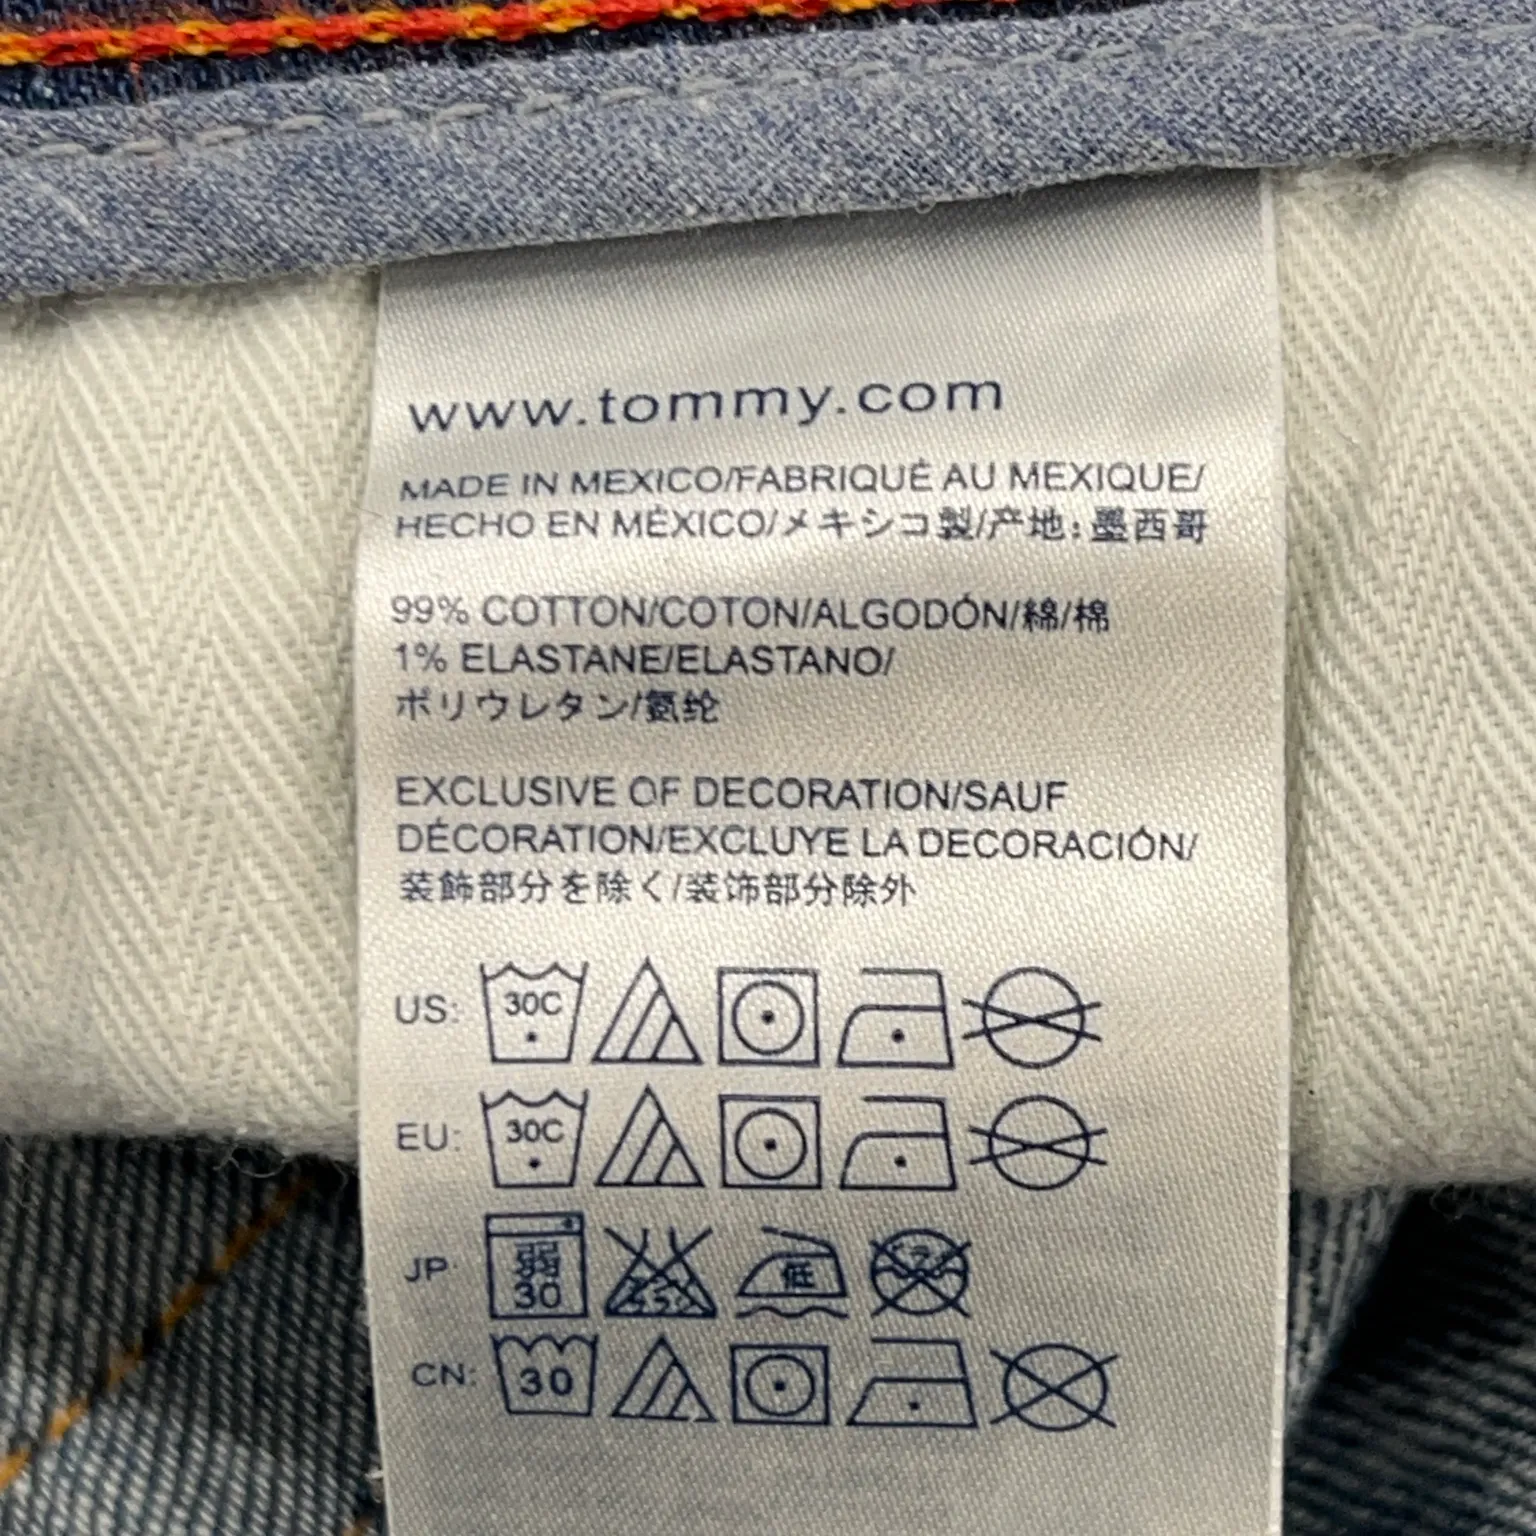 www.tommy.com
MADE IN MEXICO/FABRIQUÉ AU MEXIQUE/
HECHO EN MÉXICO/メキシコ製/产地:墨西哥
99% COTTON/COTON/ALGODÓN/綿/棉
1% ELASTANE/ELASTANO/
ポリウレタン/氨纶
EXCLUSIVE OF DECORATION/SAUF
DÉCORATION/EXCLUYE LA DECORACIÓN/
装飾部分を除く/装饰部分除外
US: 30C
EU: 30C
JP 弱 30 低
CN: 30